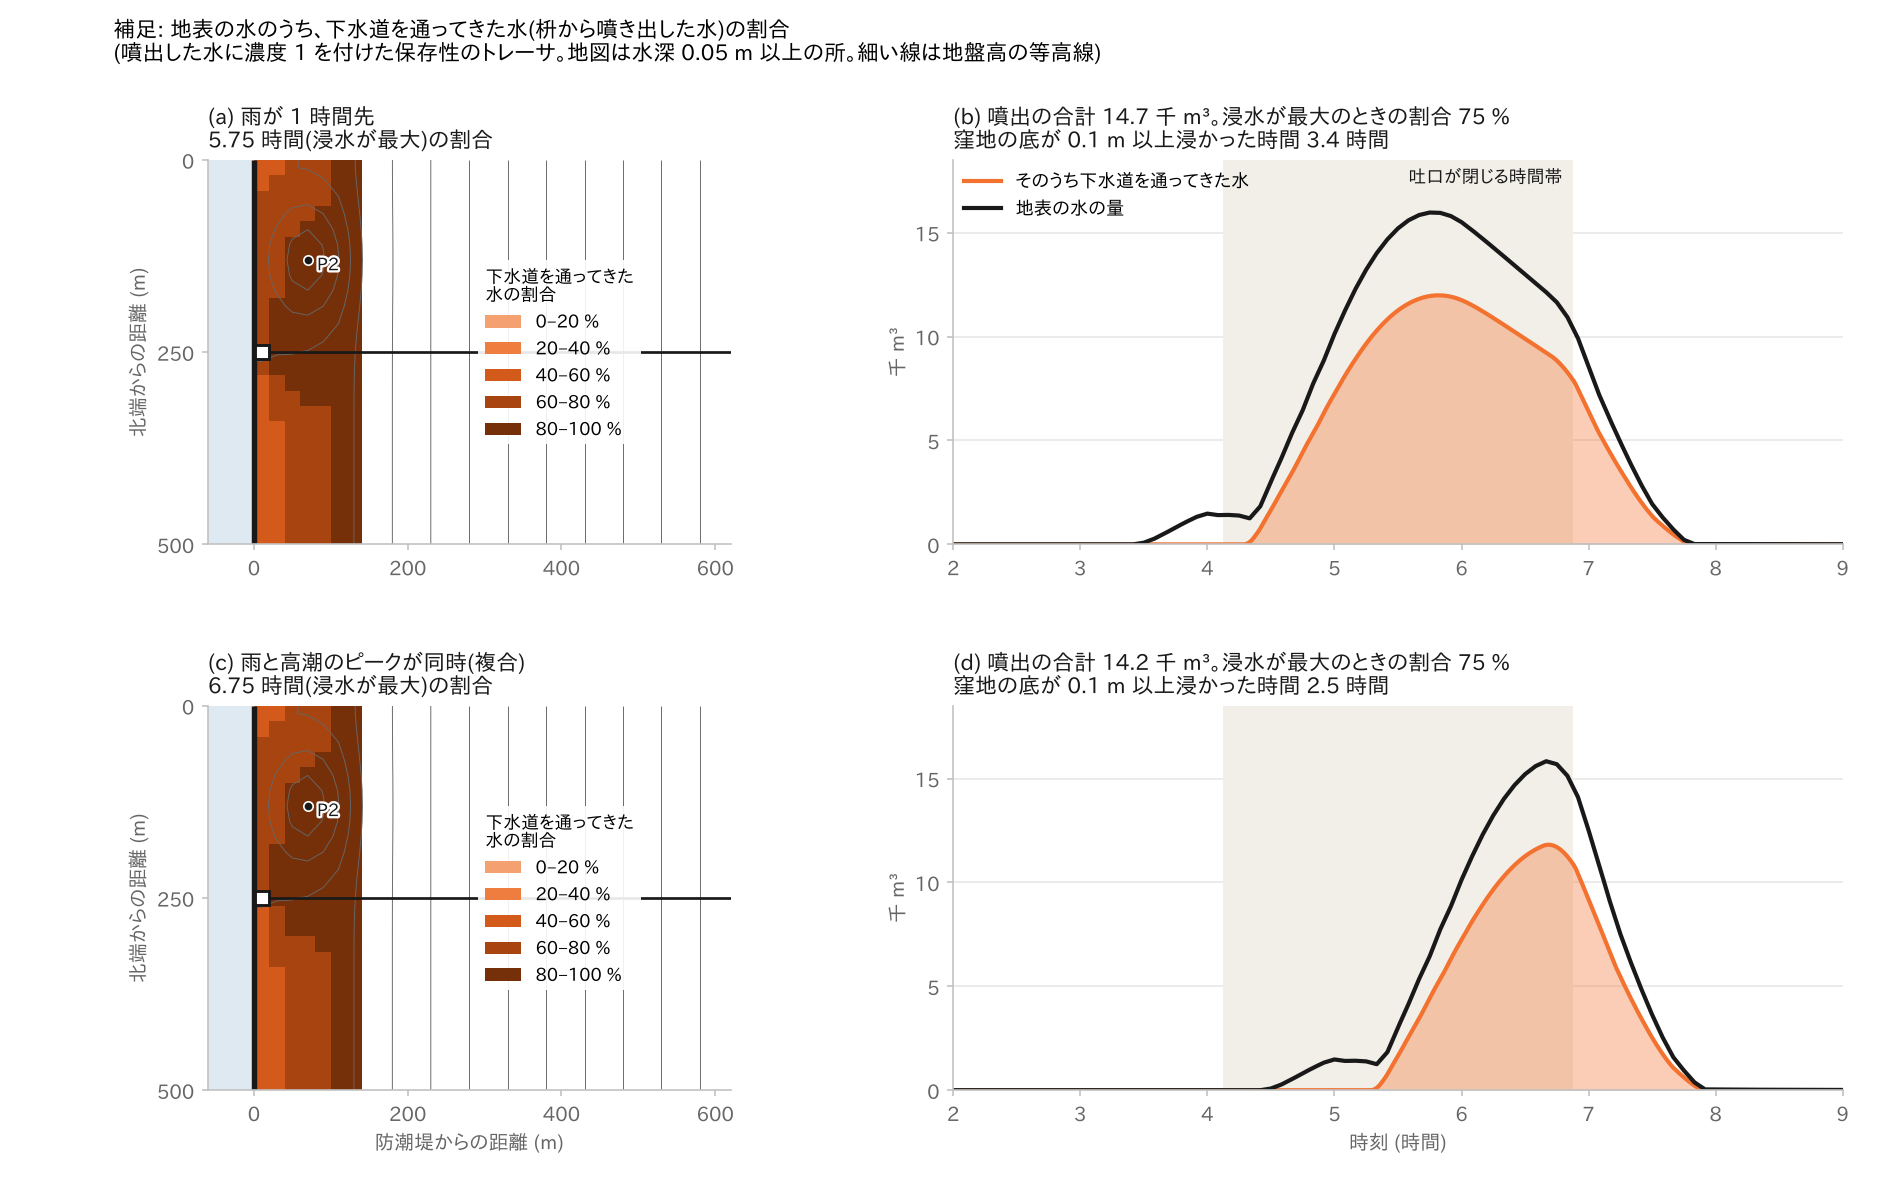 補足: 地表の水のうち、下水道を通ってきた水(枡から噴き出した水)の割合
(噴出した水に濃度 1 を付けた保存性のトレーサ。地図は水深 0.05 m 以上の所。細い線は地盤高の等高線)
(a) 雨が 1 時間先
5.75 時間(浸水が最大)の割合
0
250
500
北端からの距離 (m)
P2
下水道を通ってきた
水の割合
0–20 %
20–40 %
40–60 %
60–80 %
80–100 %
0
200
400
600
(b) 噴出の合計 14.7 千 m³。浸水が最大のときの割合 75 %
窪地の底が 0.1 m 以上浸かった時間 3.4 時間
そのうち下水道を通ってきた水
地表の水の量
吐口が閉じる時間帯
15
10
5
0
千 m³
2
3
4
5
6
7
8
9
(c) 雨と高潮のピークが同時(複合)
6.75 時間(浸水が最大)の割合
0
250
500
北端からの距離 (m)
P2
下水道を通ってきた
水の割合
0–20 %
20–40 %
40–60 %
60–80 %
80–100 %
0
200
400
600
防潮堤からの距離 (m)
(d) 噴出の合計 14.2 千 m³。浸水が最大のときの割合 75 %
窪地の底が 0.1 m 以上浸かった時間 2.5 時間
15
10
5
0
千 m³
2
3
4
5
6
7
8
9
時刻 (時間)